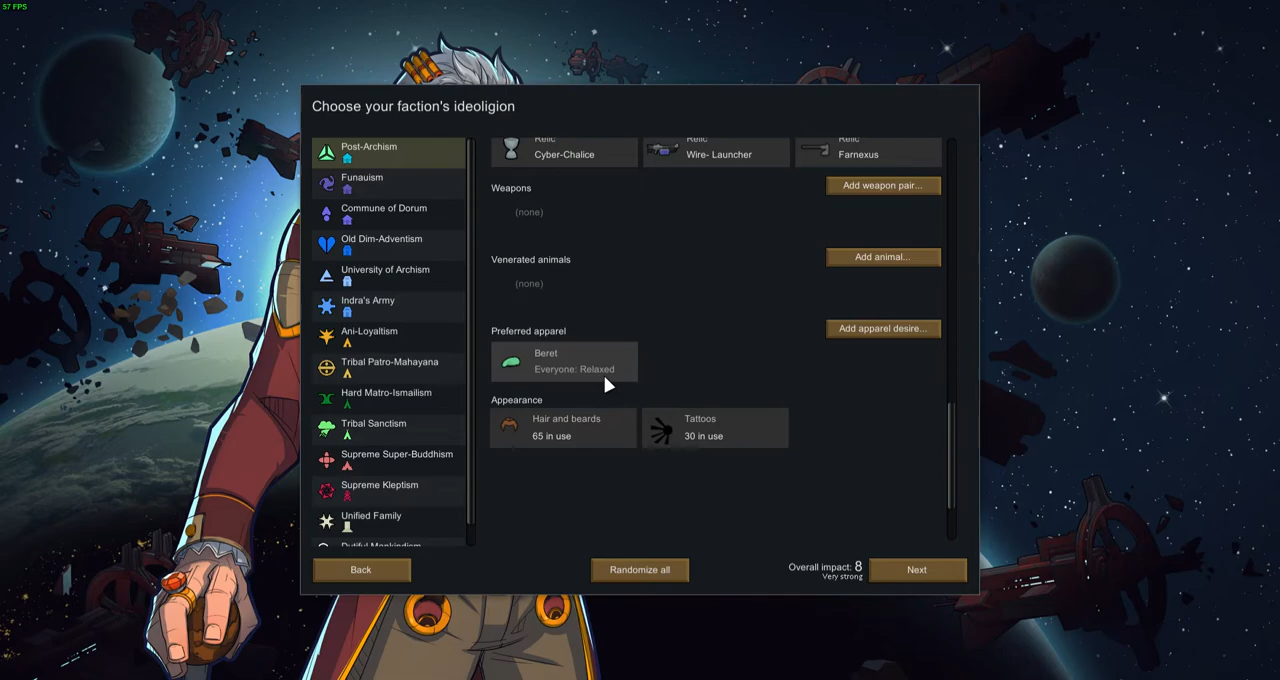 57 FPS
Choose your faction's ideoligion
Post-Archism
Funauism
Commune of Dorum
Old Dim-Adventism
University of Archism
Indra's Army
Ani-Loyaltism
Tribal Patro-Mahayana
Hard Matro-Ismailism
Tribal Sanctism
Supreme Super-Buddhism
Supreme Kleptism
Unified Family
Dutiful Mankindism
Relic
Cyber-Chalice
Relic
Wire- Launcher
Relic
Farnexus
Weapons
Add weapon pair...
(none)
Venerated animals
Add animal...
(none)
Preferred apparel
Add apparel desire...
Beret
Everyone: Relaxed
Appearance
Hair and beards
65 in use
Tattoos
30 in use
Back
Randomize all
Overall impact: 8
Very strong
Next